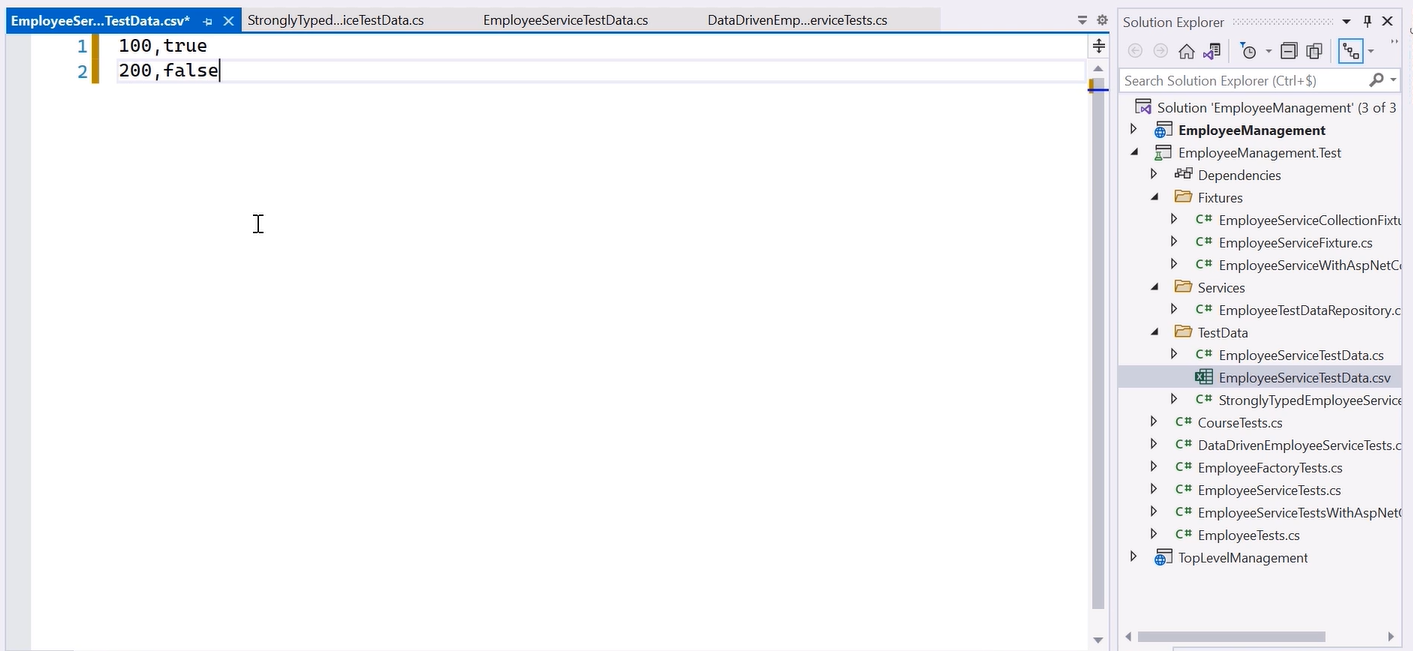 EmployeeSer...TestData.csv*
StronglyTyped...iceTestData.cs
EmployeeServiceTestData.cs
DataDrivenEmp...erviceTests.cs
1 100,true
2 200,false
Solution Explorer
Search Solution Explorer (Ctrl+$)
Solution 'EmployeeManagement' (3 of 3
EmployeeManagement
EmployeeManagement.Test
Dependencies
Fixtures
C# EmployeeServiceCollectionFixtu
C# EmployeeServiceFixture.cs
C# EmployeeServiceWithAspNetCo
Services
C# EmployeeTestDataRepository.c
TestData
C# EmployeeServiceTestData.cs
EmployeeServiceTestData.csv
C# StronglyTypedEmployeeService
C# CourseTests.cs
C# DataDrivenEmployeeServiceTests.c
C# EmployeeFactoryTests.cs
C# EmployeeServiceTests.cs
C# EmployeeServiceTestsWithAspNetC
C# EmployeeTests.cs
TopLevelManagement